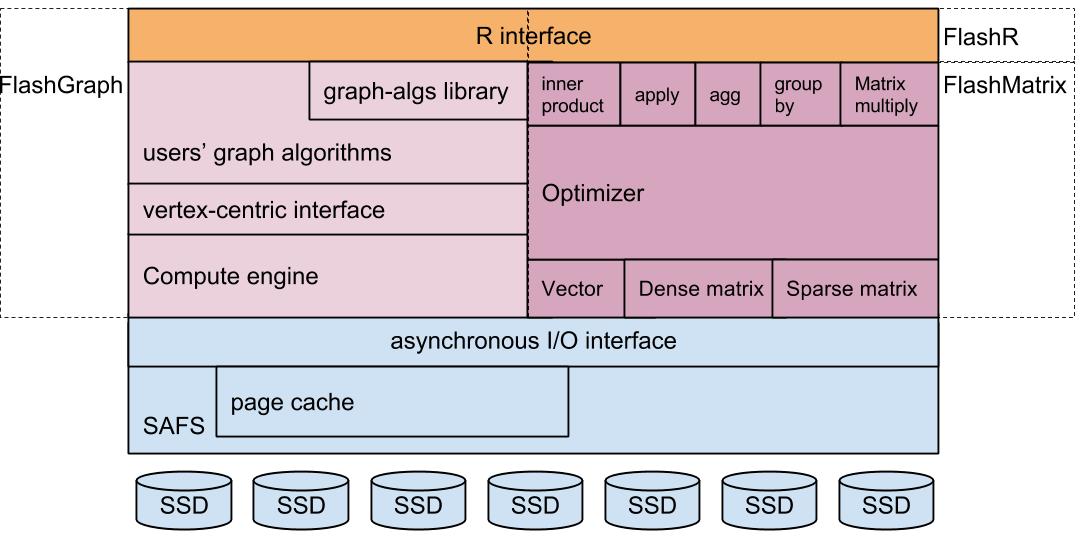 R interface
FlashR
FlashGraph
graph-algs library
inner
product
apply
agg
group
by
Matrix
multiply
FlashMatrix
users' graph algorithms
Optimizer
vertex-centric interface
Compute engine
Vector
Dense matrix
Sparse matrix
asynchronous I/O interface
page cache
SAFS
SSD
SSD
SSD
SSD
SSD
SSD
SSD